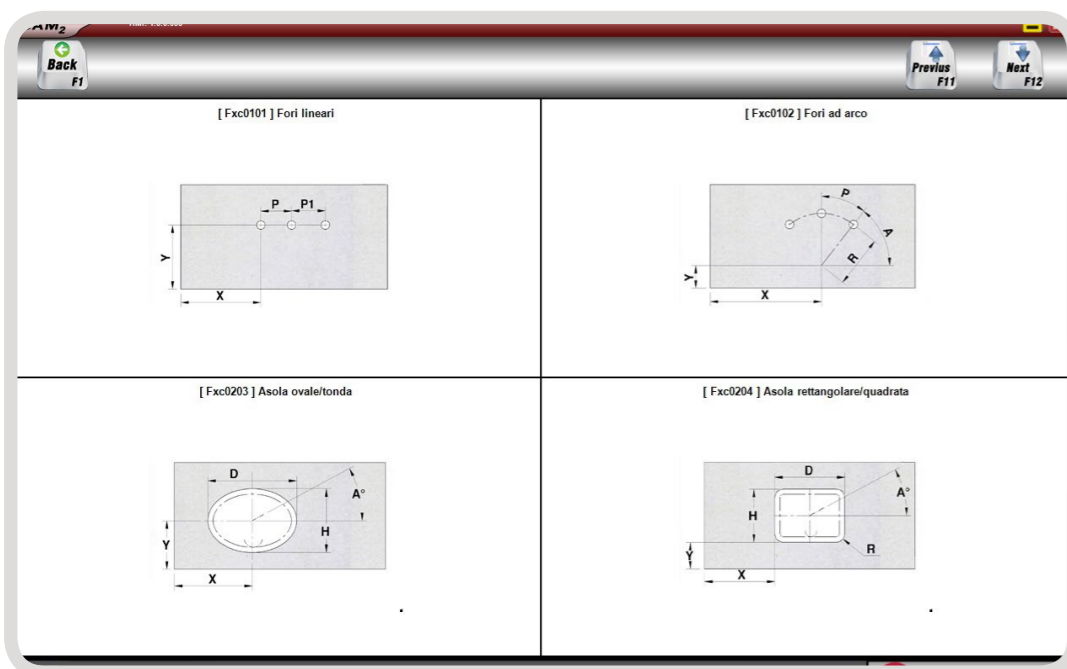 Back
F1
Previus
F11
Next
F12
[ Fxc0101 ] Fori lineari
P P1
Y
X
[ Fxc0102 ] Fori ad arco
P
A
R
Y
X
[ Fxc0203 ] Asola ovale/tonda
D
A°
H
Y
X
[ Fxc0204 ] Asola rettangolare/quadrata
D
A°
H
R
Y
X